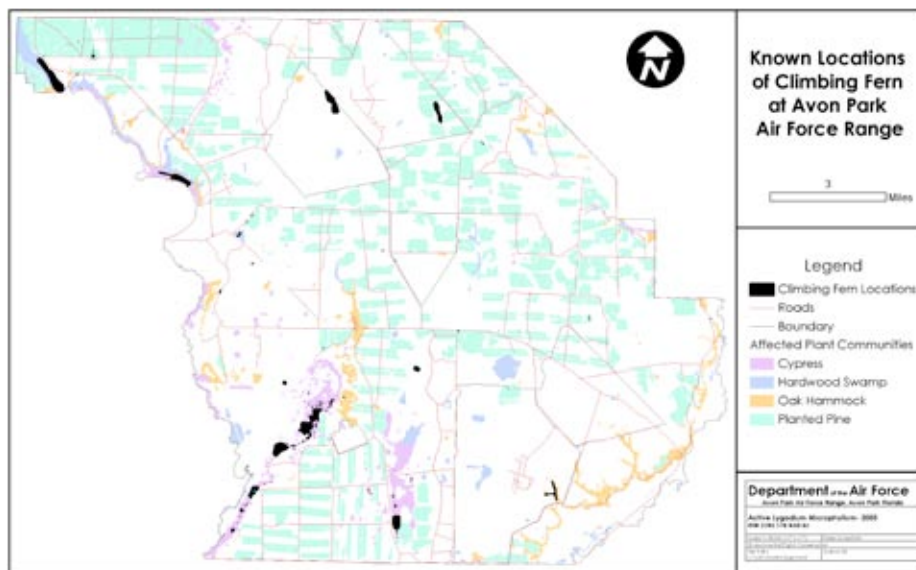 N
Known Locations
of Climbing Fern
at Avon Park
Air Force Range
3
Miles
Legend
Climbing Fern Locations
Roads
Boundary
Affected Plant Communities
Cypress
Hardwood Swamp
Oak Hammock
Planted Pine
Department of the Air Force
Avon Park Air Force Range, Avon Park Florida